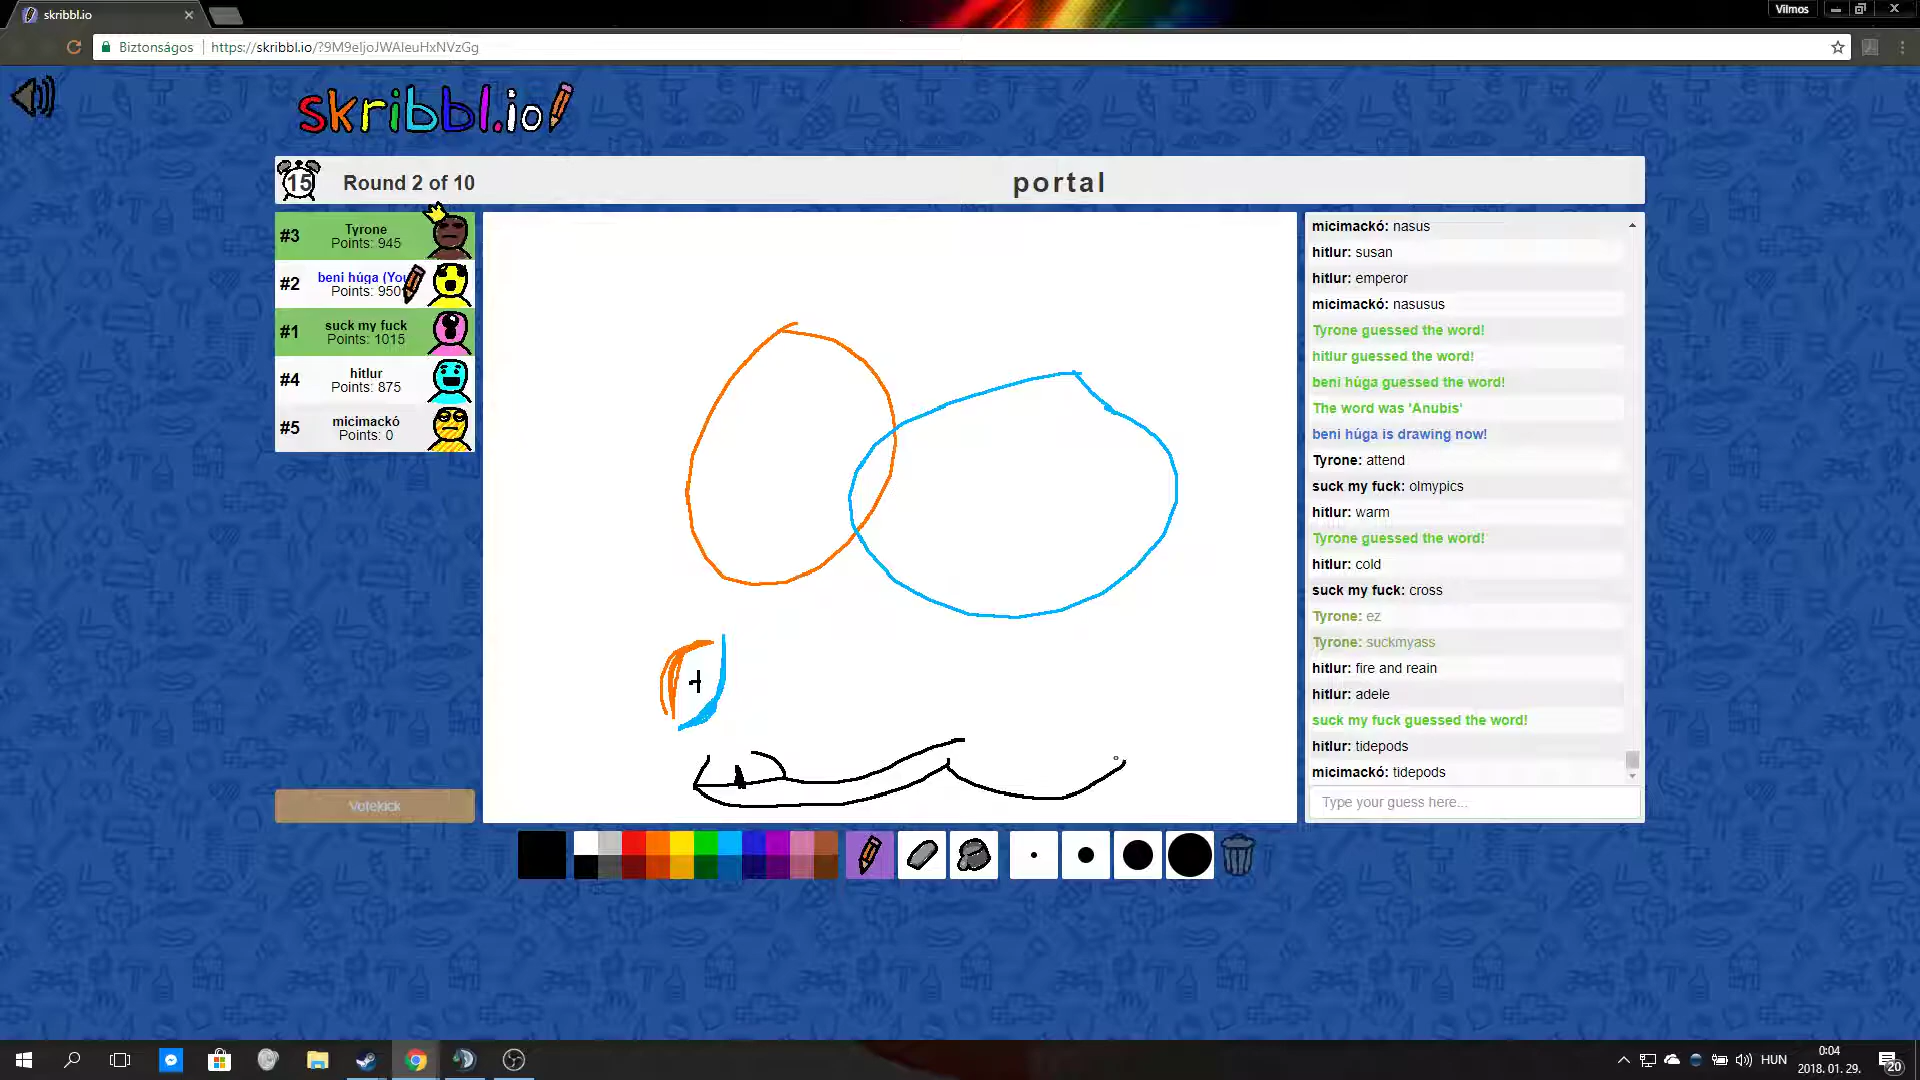 skribbl.io
Vilmos
Biztonságos
https://skribbl.io/?9M9eljoJWAleuHxNVzGg
skribbl.io
15
Round 2 of 10
portal
#3
Tyrone
Points: 945
#2
beni húga (You
Points: 950
#1
suck my fuck
Points: 1015
#4
hitlur
Points: 875
#5
micimackó
Points: 0
Votekick
micimackó: nasus
hitlur: susan
hitlur: emperor
micimackó: nasusus
Tyrone guessed the word!
hitlur guessed the word!
beni húga guessed the word!
The word was 'Anubis'
beni húga is drawing now!
Tyrone: attend
suck my fuck: olmypics
hitlur: warm
Tyrone guessed the word!
hitlur: cold
suck my fuck: cross
Tyrone: ez
Tyrone: suckmyass
hitlur: fire and reain
hitlur: adele
suck my fuck guessed the word!
hitlur: tidepods
micimackó: tidepods
Type your guess here...
HUN
0:04
2018. 01. 29.
20